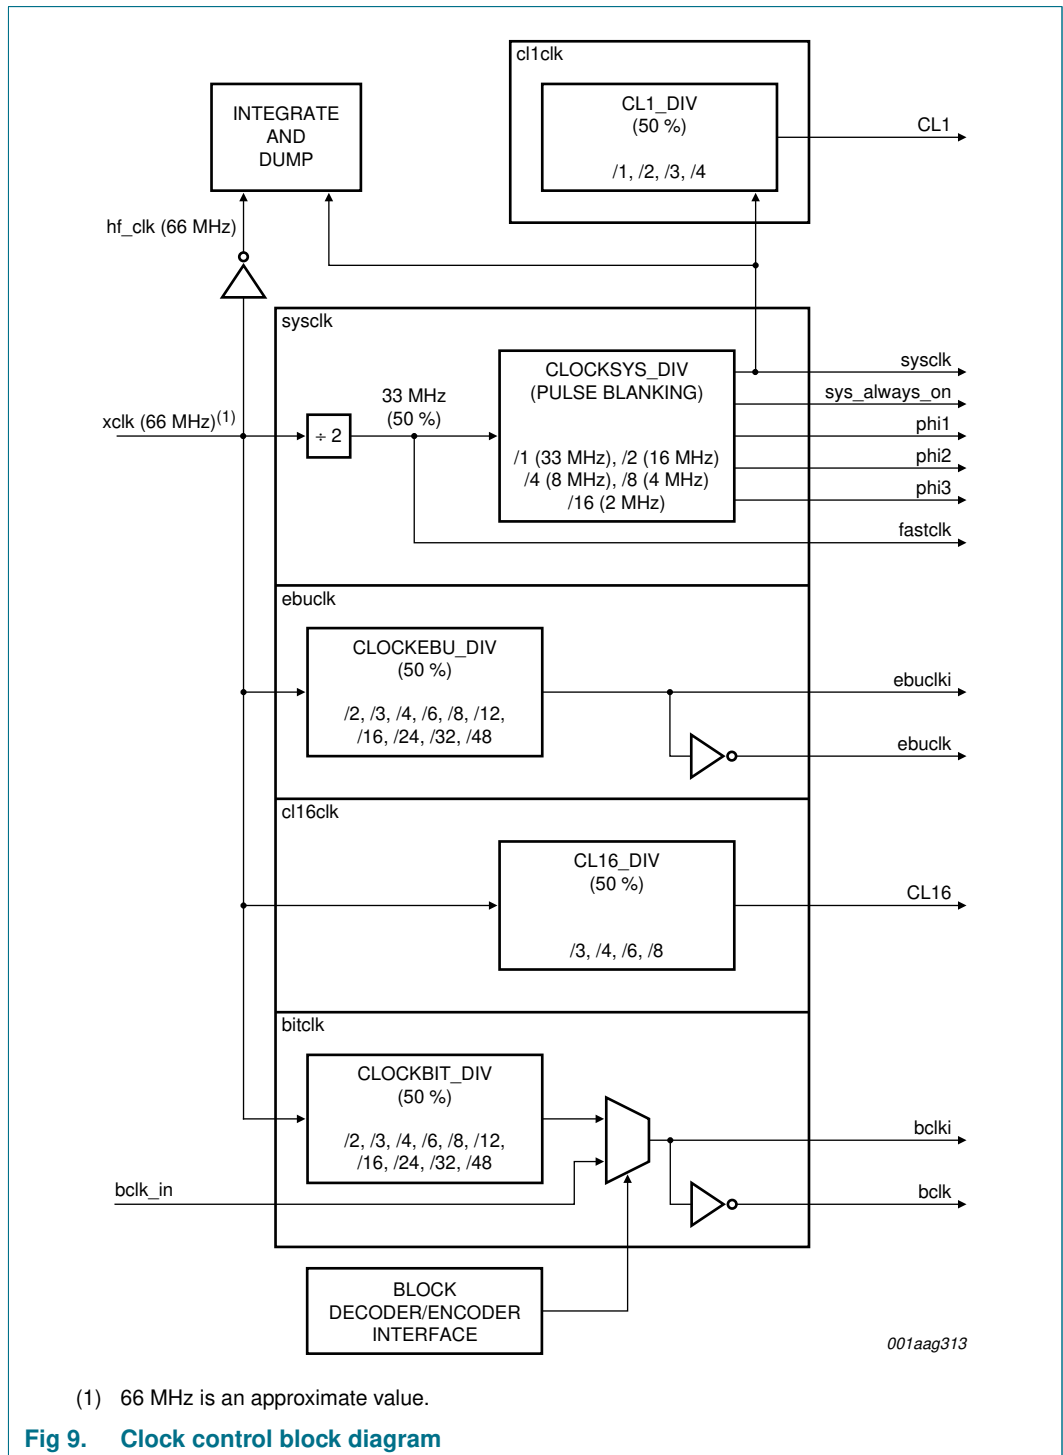 cl1clk
INTEGRATE
AND
DUMP
CL1_DIV
(50 %)
/1, /2, /3, /4
CL1
hf_clk (66 MHz)
sysclk
CLOCKSYS_DIV
(PULSE BLANKING)
/1 (33 MHz), /2 (16 MHz)
/4 (8 MHz), /8 (4 MHz)
/16 (2 MHz)
33 MHz
(50 %)
xclk (66 MHz)(1)
÷ 2
sysclk
sys_always_on
phi1
phi2
phi3
fastclk
ebuclk
CLOCKEBU_DIV
(50 %)
/2, /3, /4, /6, /8, /12,
/16, /24, /32, /48
ebuclki
ebuclk
cl16clk
CL16_DIV
(50 %)
/3, /4, /6, /8
CL16
bitclk
CLOCKBIT_DIV
(50 %)
/2, /3, /4, /6, /8, /12,
/16, /24, /32, /48
bclk_in
bclki
bclk
BLOCK
DECODER/ENCODER
INTERFACE
001aag313
(1) 66 MHz is an approximate value.
Fig 9. Clock control block diagram